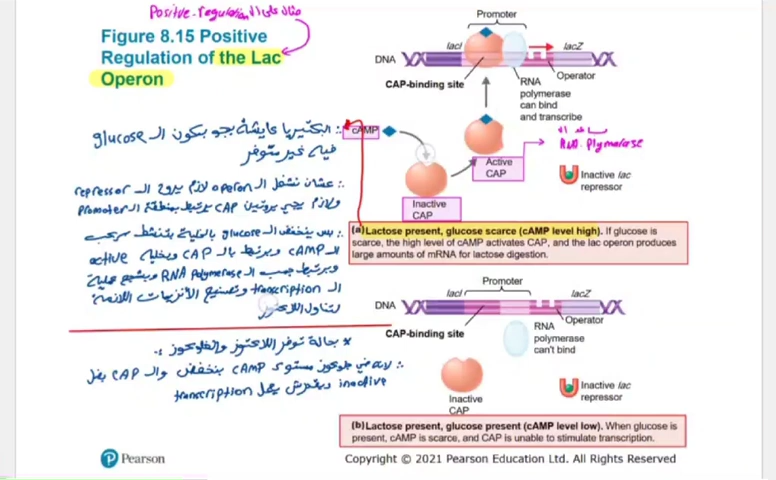 مثال على الـ Positive-regulation
Figure 8.15 Positive
Regulation of the Lac
Operon
∴ البكتيريا عايشة بجو بكون الـ glucose
فيه غير متوفر
∴ عشان نشغل الـ operon لازم يروح الـ repressor
ولازم يجي بروتين CAP يرتبط بمنطقة الـ Promoter
∴ بس ينخفض الـ glucose بالخلية بتنشط مركب
الـ cAMP ويرتبط بالـ CAP ويخليه active
ويرتبط جنب الـ RNA Polymerase ويشجع عملية
الـ transcription وتصنيع الأنزيمات اللازمة
لتناول اللاكتوز
* بحالة توفر اللاكتوز والغلوكوز :
∴ لانه في جلوكوز مستوى cAMP بنخفض والـ CAP بضل
inactive وبقدرش يعمل transcription
Promoter
lacI
lacZ
DNA
CAP-binding site
Operator
RNA
polymerase
can bind
and transcribe
cAMP
يساعد الـ
RNA.Plymerase
Active
CAP
Inactive
CAP
Inactive lac
repressor
(a) Lactose present, glucose scarce (cAMP level high). If glucose is
scarce, the high level of cAMP activates CAP, and the lac operon produces
large amounts of mRNA for lactose digestion.
Promoter
lacI
lacZ
DNA
CAP-binding site
Operator
RNA
polymerase
can't bind
Inactive
CAP
Inactive lac
repressor
(b) Lactose present, glucose present (cAMP level low). When glucose is
present, cAMP is scarce, and CAP is unable to stimulate transcription.
P Pearson
Copyright © 2021 Pearson Education Ltd. All Rights Reserved